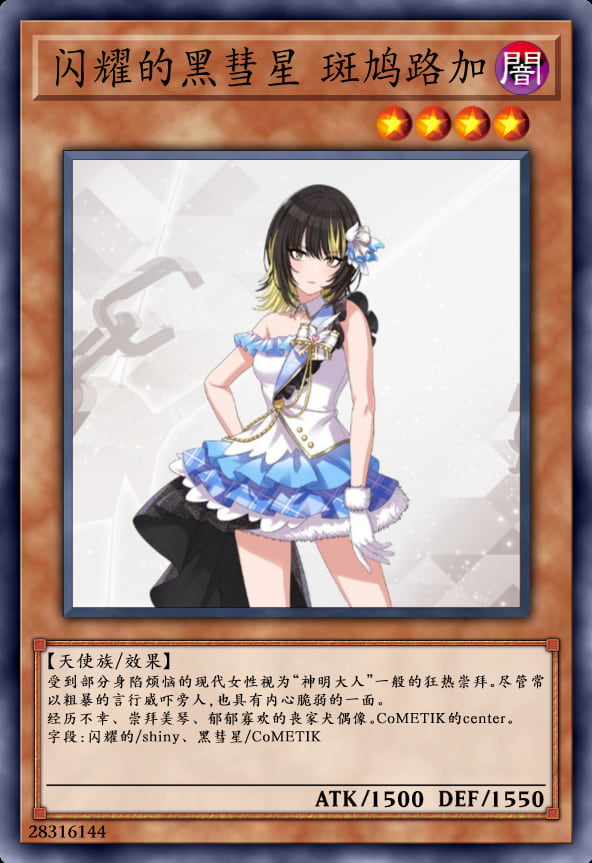 闪耀的黑彗星 斑鸠路加
闇
【天使族/效果】
受到部分身陷烦恼的现代女性视为“神明大人”一般的狂热崇拜。尽管常
以粗暴的言行威吓旁人,也具有内心脆弱的一面。
经历不幸、崇拜美琴、郁郁寡欢的丧家犬偶像。CoMETIK的center。
字段:闪耀的/shiny、黑彗星/CoMETIK
ATK/1500 DEF/1550
28316144